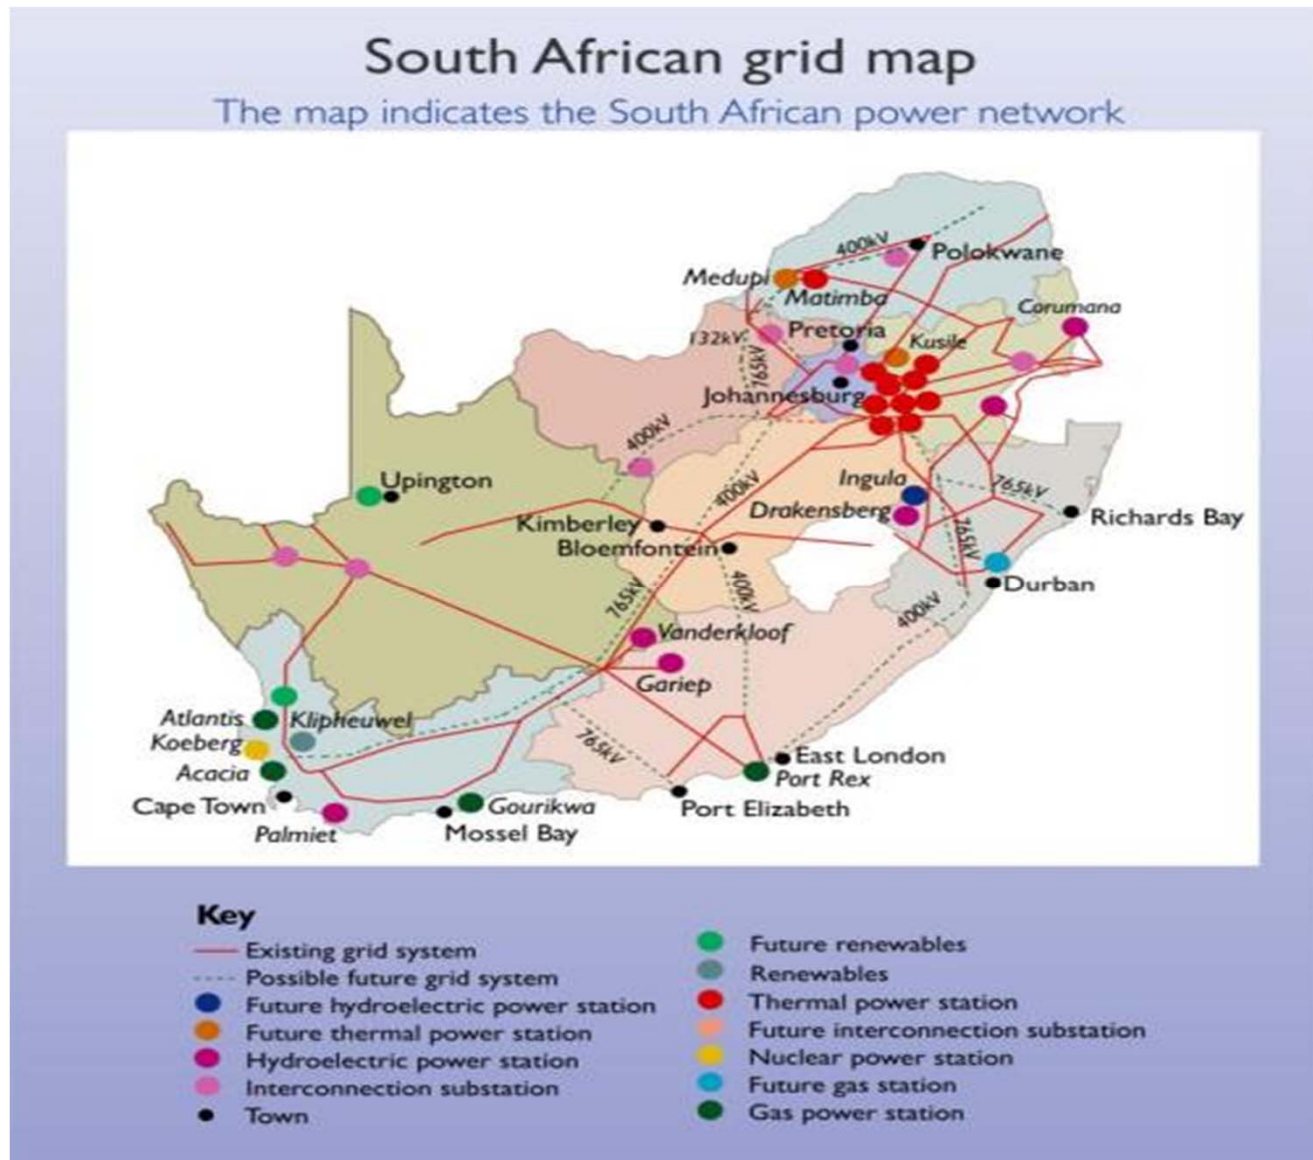 South African grid map
The map indicates the South African power network
400kV
Polokwane
Medupi
Matimba
Corumana
132kV
Pretoria
Kusile
765kV
Johannesburg
400kV
Upington
Ingula
765kV
400kV
Drakensberg
Richards Bay
Kimberley
Bloemfontein
765kV
Durban
765kV
400kV
400kV
Vanderkloof
Gariep
Atlantis
Klipheuwel
Koeberg
765kV
East London
Acacia
Port Rex
Cape Town
Gourikwa
Port Elizabeth
Palmiet
Mossel Bay
Key
Existing grid system
Possible future grid system
Future hydroelectric power station
Future thermal power station
Hydroelectric power station
Interconnection substation
Town
Future renewables
Renewables
Thermal power station
Future interconnection substation
Nuclear power station
Future gas station
Gas power station